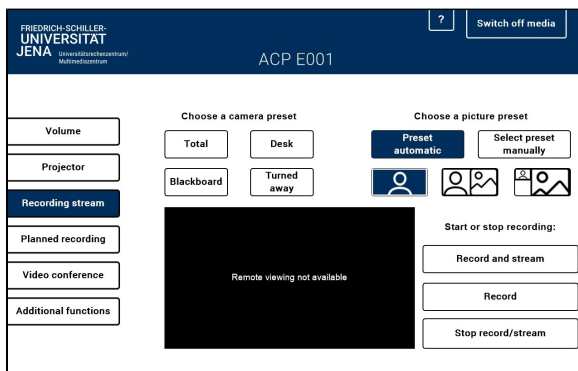 FRIEDRICH-SCHILLER-
UNIVERSITÄT
JENA Universitätsrechenzentrum/
Multimediazentrum
ACP E001
?
Switch off media
Volume
Projector
Recording stream
Planned recording
Video conference
Additional functions
Choose a camera preset
Total
Desk
Blackboard
Turned
away
Remote viewing not available
Choose a picture preset
Preset
automatic
Select preset
manually
Start or stop recording:
Record and stream
Record
Stop record/stream